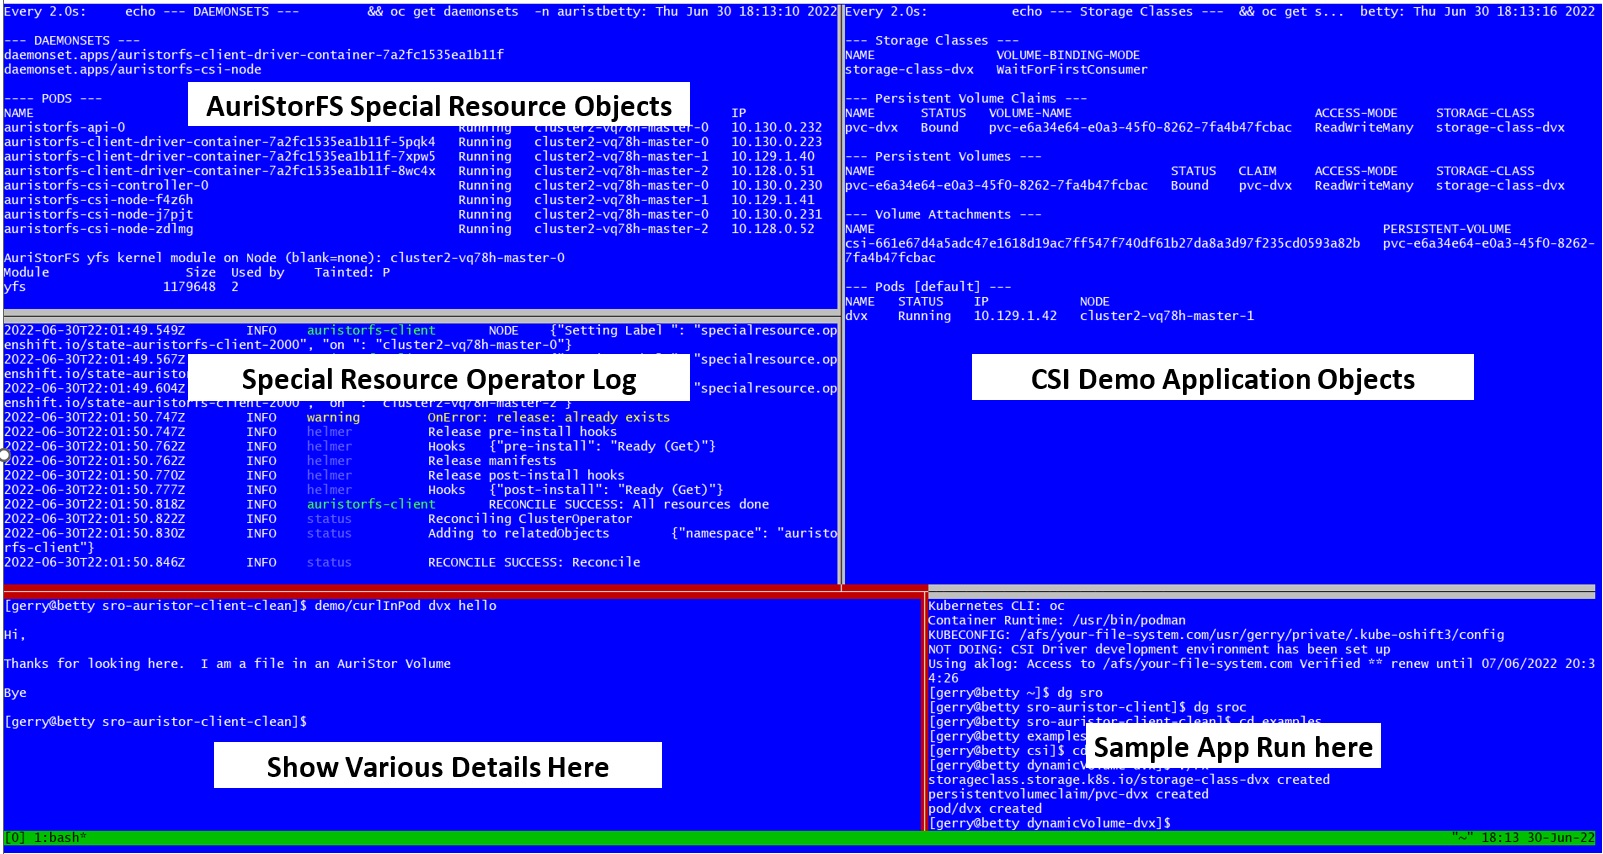 Every 2.0s:     echo --- DAEMONSETS ---         && oc get daemonsets  -n auristbetty: Thu Jun 30 18:13:10 2022
--- DAEMONSETS ---
daemonset.apps/auristorfs-client-driver-container-7a2fc1535ea1b11f
daemonset.apps/auristorfs-csi-node
---- PODS ---
AuriStorFS Special Resource Objects
NAME IP
auristorfs-api-0 Running cluster2-vq78h-master-0 10.130.0.232
auristorfs-client-driver-container-7a2fc1535ea1b11f-5pqk4 Running cluster2-vq78h-master-0 10.130.0.223
auristorfs-client-driver-container-7a2fc1535ea1b11f-7xpw5 Running cluster2-vq78h-master-1 10.129.1.40
auristorfs-client-driver-container-7a2fc1535ea1b11f-8wc4x Running cluster2-vq78h-master-2 10.128.0.51
auristorfs-csi-controller-0 Running cluster2-vq78h-master-0 10.130.0.230
auristorfs-csi-node-f4z6h Running cluster2-vq78h-master-1 10.129.1.41
auristorfs-csi-node-j7pjt Running cluster2-vq78h-master-0 10.130.0.231
auristorfs-csi-node-zdlmg Running cluster2-vq78h-master-2 10.128.0.52
AuriStorFS yfs kernel module on Node (blank=none): cluster2-vq78h-master-0
Module Size Used by Tainted: P
yfs 1179648 2
Every 2.0s: echo --- Storage Classes --- && oc get s... betty: Thu Jun 30 18:13:16 2022
--- Storage Classes ---
NAME VOLUME-BINDING-MODE
storage-class-dvx WaitForFirstConsumer
--- Persistent Volume Claims ---
NAME STATUS VOLUME-NAME ACCESS-MODE STORAGE-CLASS
pvc-dvx Bound pvc-e6a34e64-e0a3-45f0-8262-7fa4b47fcbac ReadWriteMany storage-class-dvx
--- Persistent Volumes ---
NAME STATUS CLAIM ACCESS-MODE STORAGE-CLASS
pvc-e6a34e64-e0a3-45f0-8262-7fa4b47fcbac Bound pvc-dvx ReadWriteMany storage-class-dvx
--- Volume Attachments ---
NAME PERSISTENT-VOLUME
csi-661e67d4a5adc47e1618d19ac7ff547f740df61b27da8a3d97f235cd0593a82b pvc-e6a34e64-e0a3-45f0-8262-
7fa4b47fcbac
--- Pods [default] ---
NAME STATUS IP NODE
dvx Running 10.129.1.42 cluster2-vq78h-master-1
CSI Demo Application Objects
2022-06-30T22:01:49.549Z INFO auristorfs-client NODE {"Setting Label ": "specialresource.op
enshift.io/state-auristorfs-client-2000", "on ": "cluster2-vq78h-master-0"}
2022-06-30T22:01:49.567Z "specialresource.op
enshift.io/state-auristo
Special Resource Operator Log
2022-06-30T22:01:49.604Z "specialresource.op
enshift.io/state-auristorfs-client-2000", "on ": "cluster2-vq78h-master-2"}
2022-06-30T22:01:50.747Z INFO warning OnError: release: already exists
2022-06-30T22:01:50.747Z INFO helmer Release pre-install hooks
2022-06-30T22:01:50.762Z INFO helmer Hooks {"pre-install": "Ready (Get)"}
2022-06-30T22:01:50.762Z INFO helmer Release manifests
2022-06-30T22:01:50.770Z INFO helmer Release post-install hooks
2022-06-30T22:01:50.777Z INFO helmer Hooks {"post-install": "Ready (Get)"}
2022-06-30T22:01:50.818Z INFO auristorfs-client RECONCILE SUCCESS: All resources done
2022-06-30T22:01:50.822Z INFO status Reconciling ClusterOperator
2022-06-30T22:01:50.830Z INFO status Adding to relatedObjects {"namespace": "auristo
rfs-client"}
2022-06-30T22:01:50.846Z INFO status RECONCILE SUCCESS: Reconcile
[gerry@betty sro-auristor-client-clean]$ demo/curlInPod dvx hello
Hi,
Thanks for looking here.  I am a file in an AuriStor Volume
Bye
[gerry@betty sro-auristor-client-clean]$
Show Various Details Here
Kubernetes CLI: oc
Container Runtime: /usr/bin/podman
KUBECONFIG: /afs/your-file-system.com/usr/gerry/private/.kube-oshift3/config
NOT DOING: CSI Driver development environment has been set up
Using aklog: Access to /afs/your-file-system.com Verified ** renew until 07/06/2022 20:3
4:26
[gerry@betty ~]$ dg sro
[gerry@betty sro-auristor-client]$ dg sroc
[gerry@betty sro-auristor-client-clean]$ cd examples
[gerry@betty examples
[gerry@betty csi]$ cd
Sample App Run here
[gerry@betty dynamicVolume-dvx]$
storageclass.storage.k8s.io/storage-class-dvx created
persistentvolumeclaim/pvc-dvx created
pod/dvx created
[gerry@betty dynamicVolume-dvx]$
[0] 1:bash* "~" 18:13 30-Jun-22